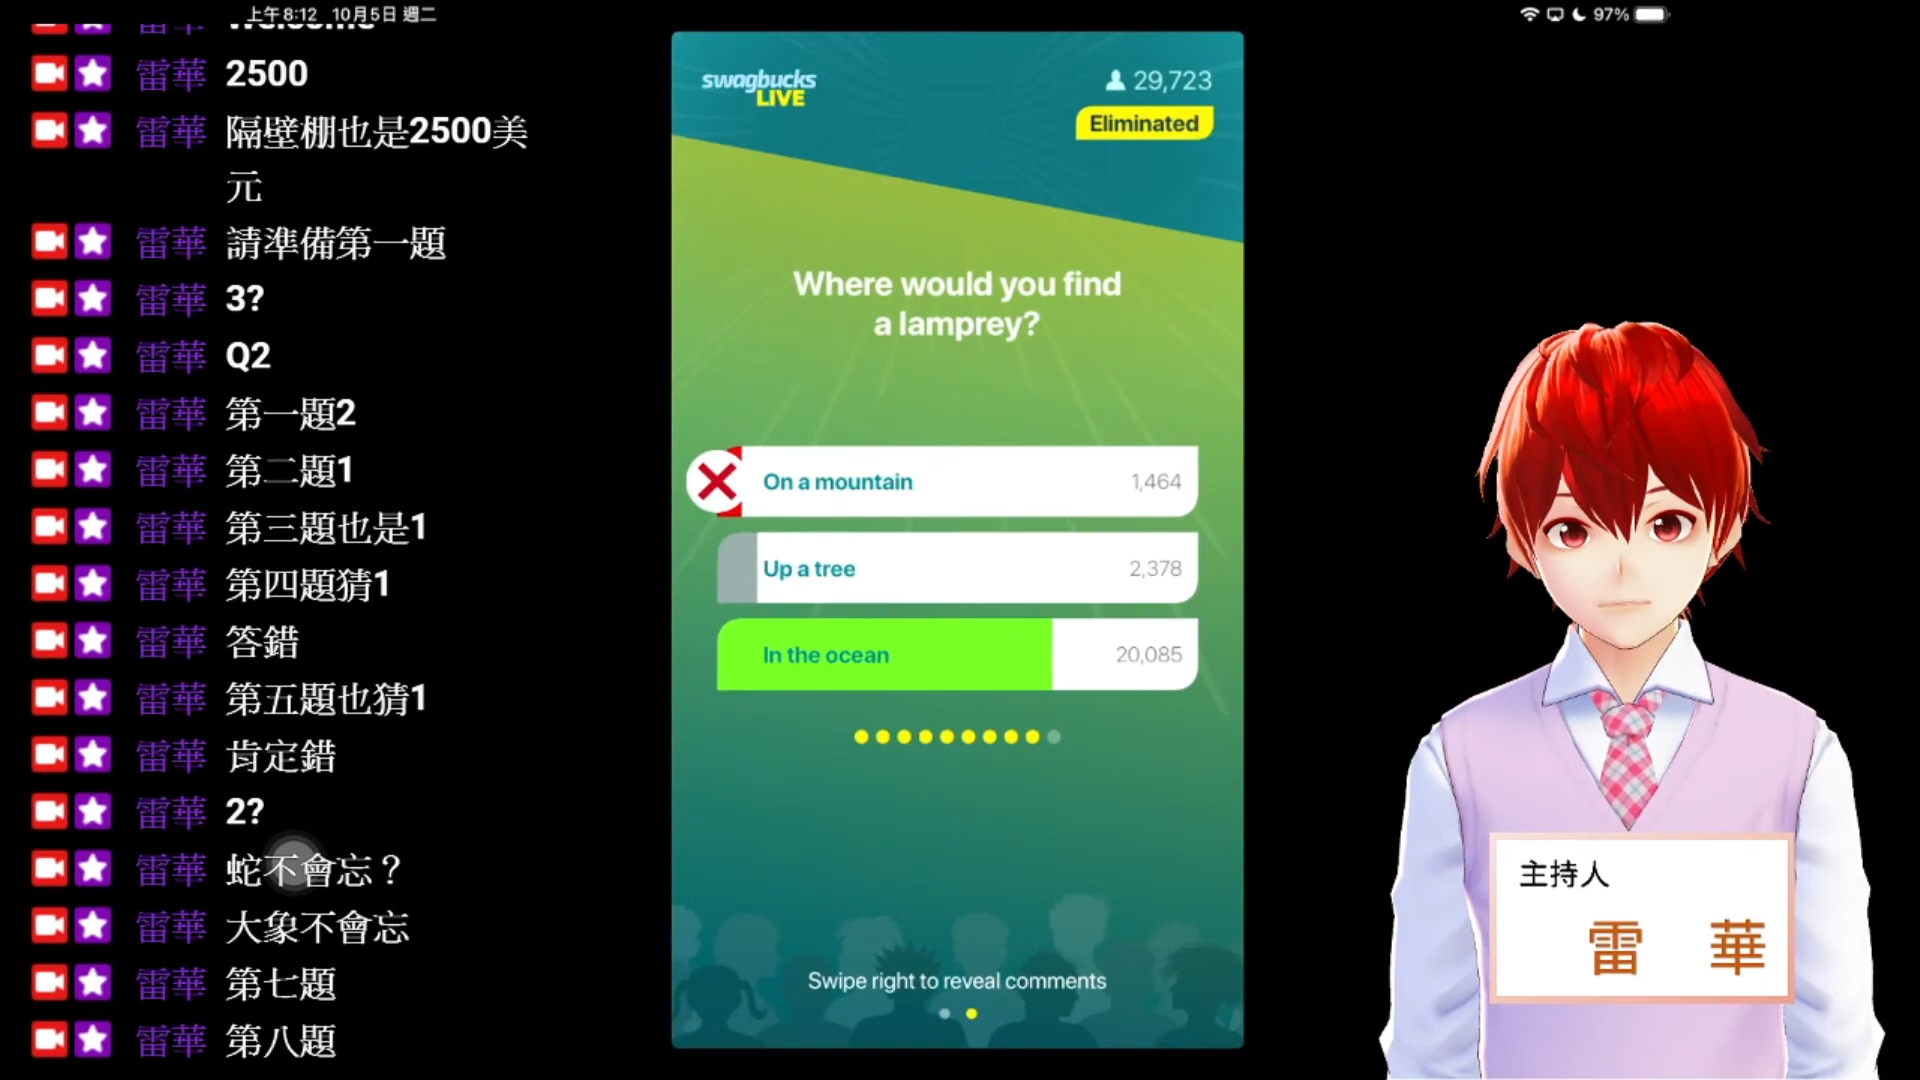 上午8:12 10月5日 週二
97%
雷華 Welcome
雷華 2500
雷華 隔壁棚也是2500美
元
雷華 請準備第一題
雷華 3?
雷華 Q2
雷華 第一題2
雷華 第二題1
雷華 第三題也是1
雷華 第四題猜1
雷華 答錯
雷華 第五題也猜1
雷華 肯定錯
雷華 2?
雷華 蛇不會忘？
雷華 大象不會忘
雷華 第七題
雷華 第八題
swagbucks
LIVE
29,723
Eliminated
Where would you find
a lamprey?
On a mountain 1,464
Up a tree 2,378
In the ocean 20,085
Swipe right to reveal comments
主持人
雷 華